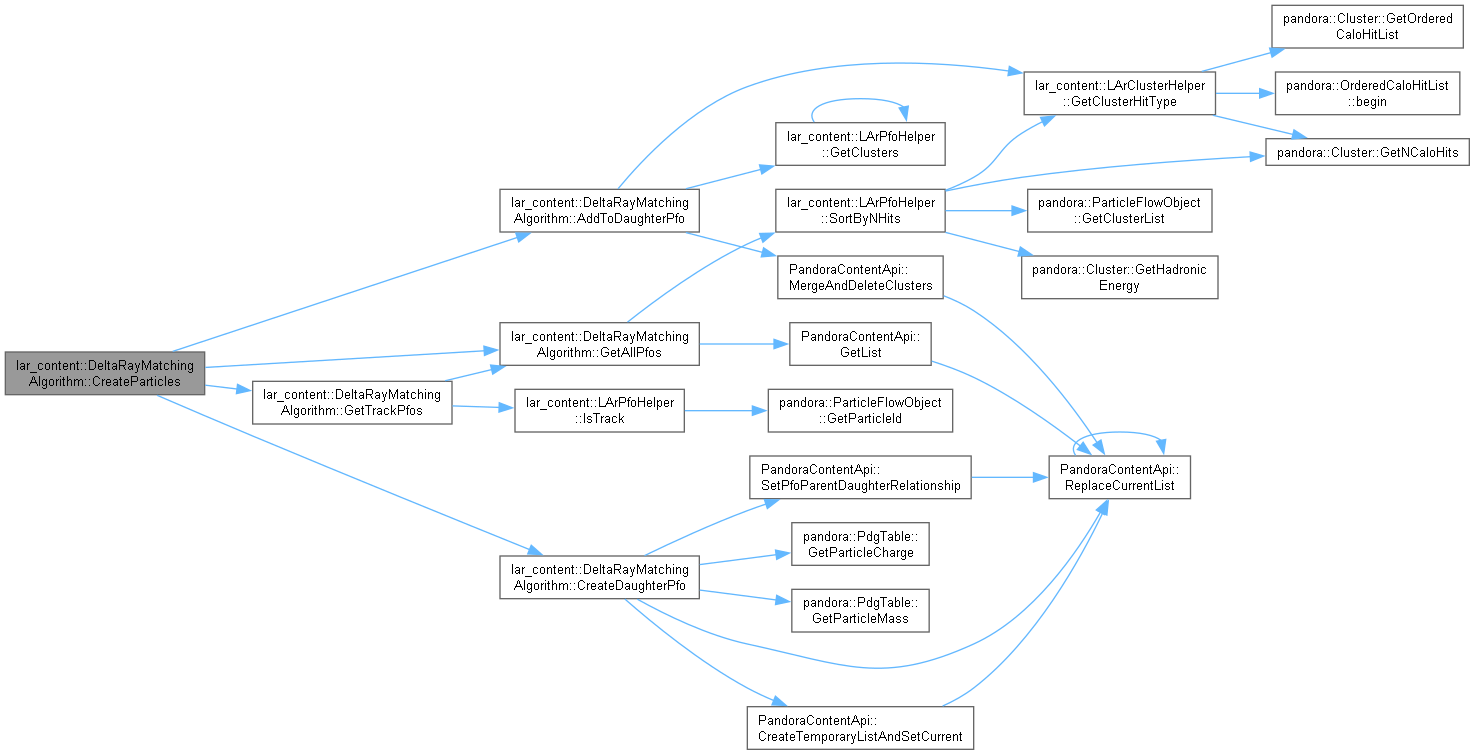 lar_content::DeltaRayMatching
Algorithm::CreateParticles
lar_content::DeltaRayMatching
Algorithm::AddToDaughterPfo
lar_content::DeltaRayMatching
Algorithm::GetAllPfos
lar_content::DeltaRayMatching
Algorithm::GetTrackPfos
lar_content::DeltaRayMatching
Algorithm::CreateDaughterPfo
lar_content::LArPfoHelper
::GetClusters
lar_content::LArPfoHelper
::SortByNHits
PandoraContentApi::
MergeAndDeleteClusters
PandoraContentApi::
GetList
lar_content::LArPfoHelper
::IsTrack
pandora::ParticleFlowObject
::GetParticleId
PandoraContentApi::
SetPfoParentDaughterRelationship
pandora::PdgTable::
GetParticleCharge
pandora::PdgTable::
GetParticleMass
PandoraContentApi::
CreateTemporaryListAndSetCurrent
lar_content::LArClusterHelper
::GetClusterHitType
pandora::ParticleFlowObject
::GetClusterList
pandora::Cluster::GetHadronic
Energy
PandoraContentApi::
ReplaceCurrentList
pandora::Cluster::GetOrdered
CaloHitList
pandora::OrderedCaloHitList
::begin
pandora::Cluster::GetNCaloHits